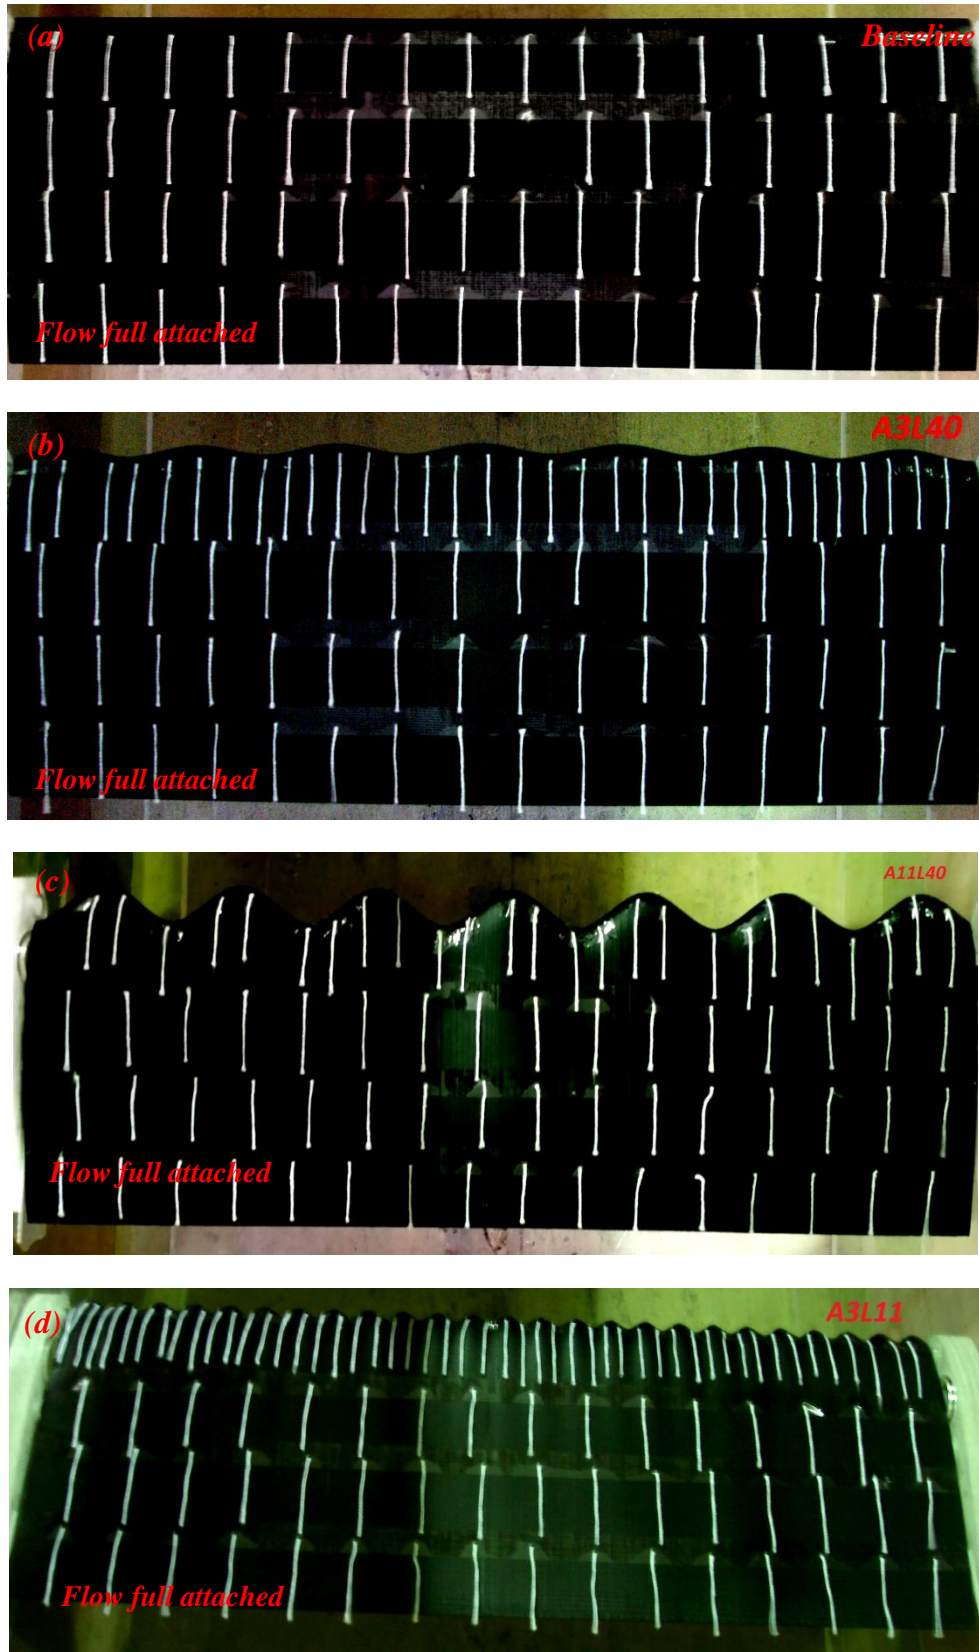 (a)
Baseline
Flow full attached
(b)
A3L40
Flow full attached
(c)
A11L40
Flow full attached
(d)
A3L11
Flow full attached